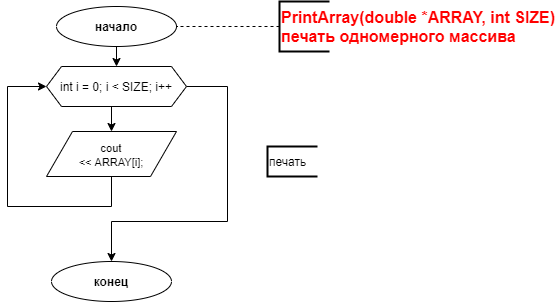 начало
PrintArray(double *ARRAY, int SIZE)
печать одномерного массива
int i = 0; i < SIZE; i++
cout
<< ARRAY[i];
печать
конец